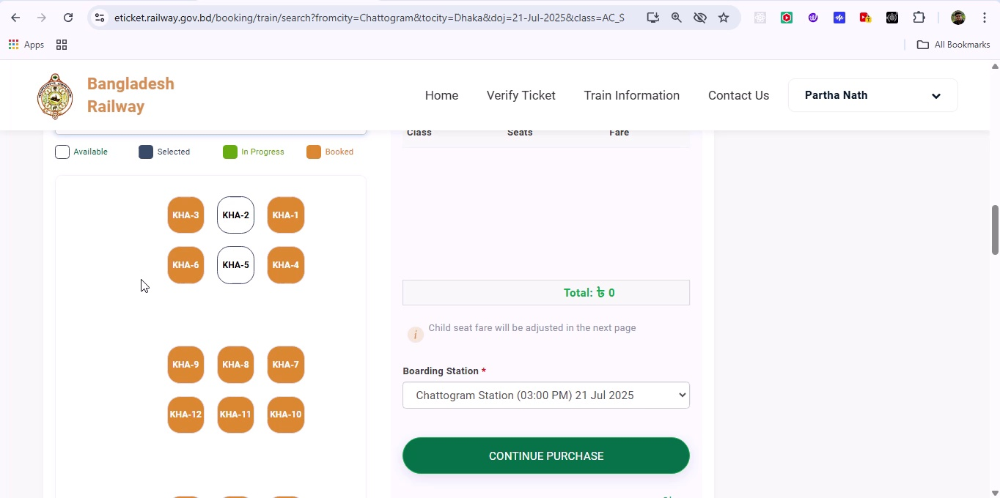 eticket.railway.gov.bd/booking/train/search?fromcity=Chattogram&tocity=Dhaka&doj=21-Jul-2025&class=AC_S
Apps
All Bookmarks
Bangladesh
Railway
Home
Verify Ticket
Train Information
Contact Us
Partha Nath
Available
Selected
In Progress
Booked
Class
Seats
Fare
KHA-3
KHA-2
KHA-1
KHA-6
KHA-5
KHA-4
Total: ৳ 0
i
Child seat fare will be adjusted in the next page
KHA-9
KHA-8
KHA-7
Boarding Station *
Chattogram Station (03:00 PM) 21 Jul 2025
KHA-12
KHA-11
KHA-10
CONTINUE PURCHASE